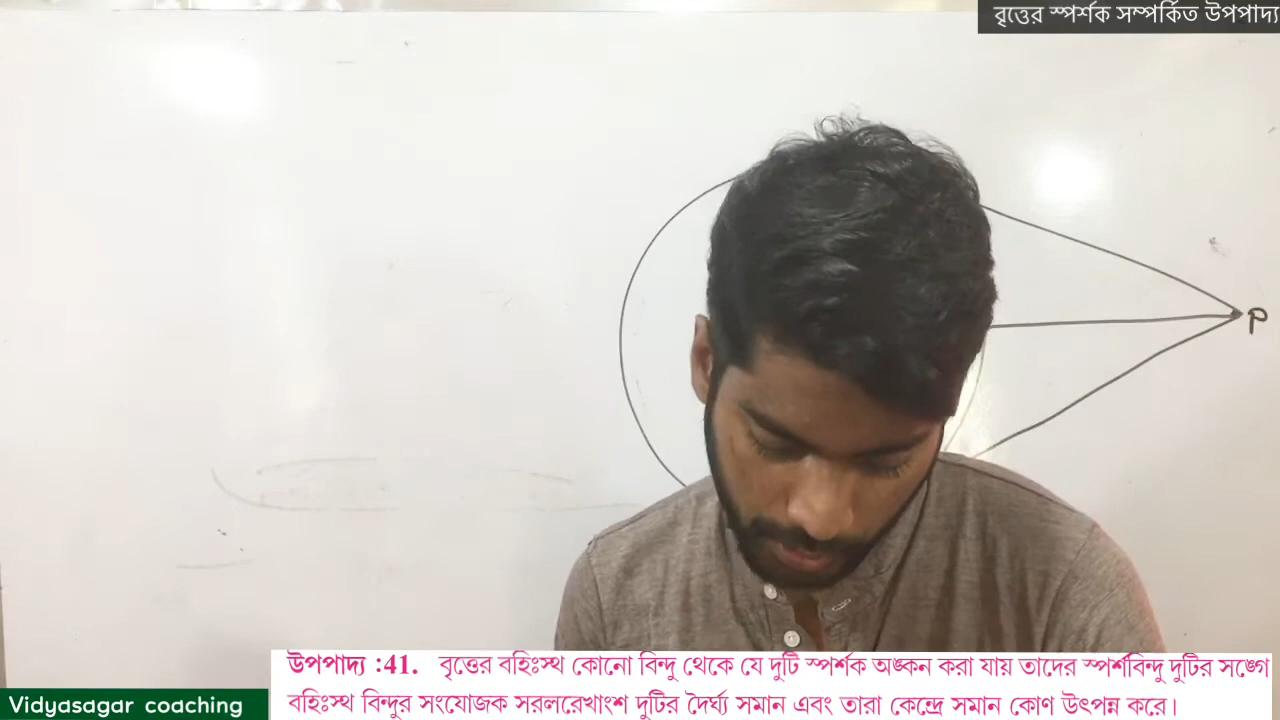 বৃত্তের স্পর্শক সম্পর্কিত উপপাদ্য
P
উপপাদ্য :41. বৃত্তের বহিঃস্থ কোনো বিন্দু থেকে যে দুটি স্পর্শক অঙ্কন করা যায় তাদের স্পর্শবিন্দু দুটির সঙ্গে
বহিঃস্থ বিন্দুর সংযোজক সরলরেখাংশ দুটির দৈর্ঘ্য সমান এবং তারা কেন্দ্রে সমান কোণ উৎপন্ন করে।
Vidyasagar coaching